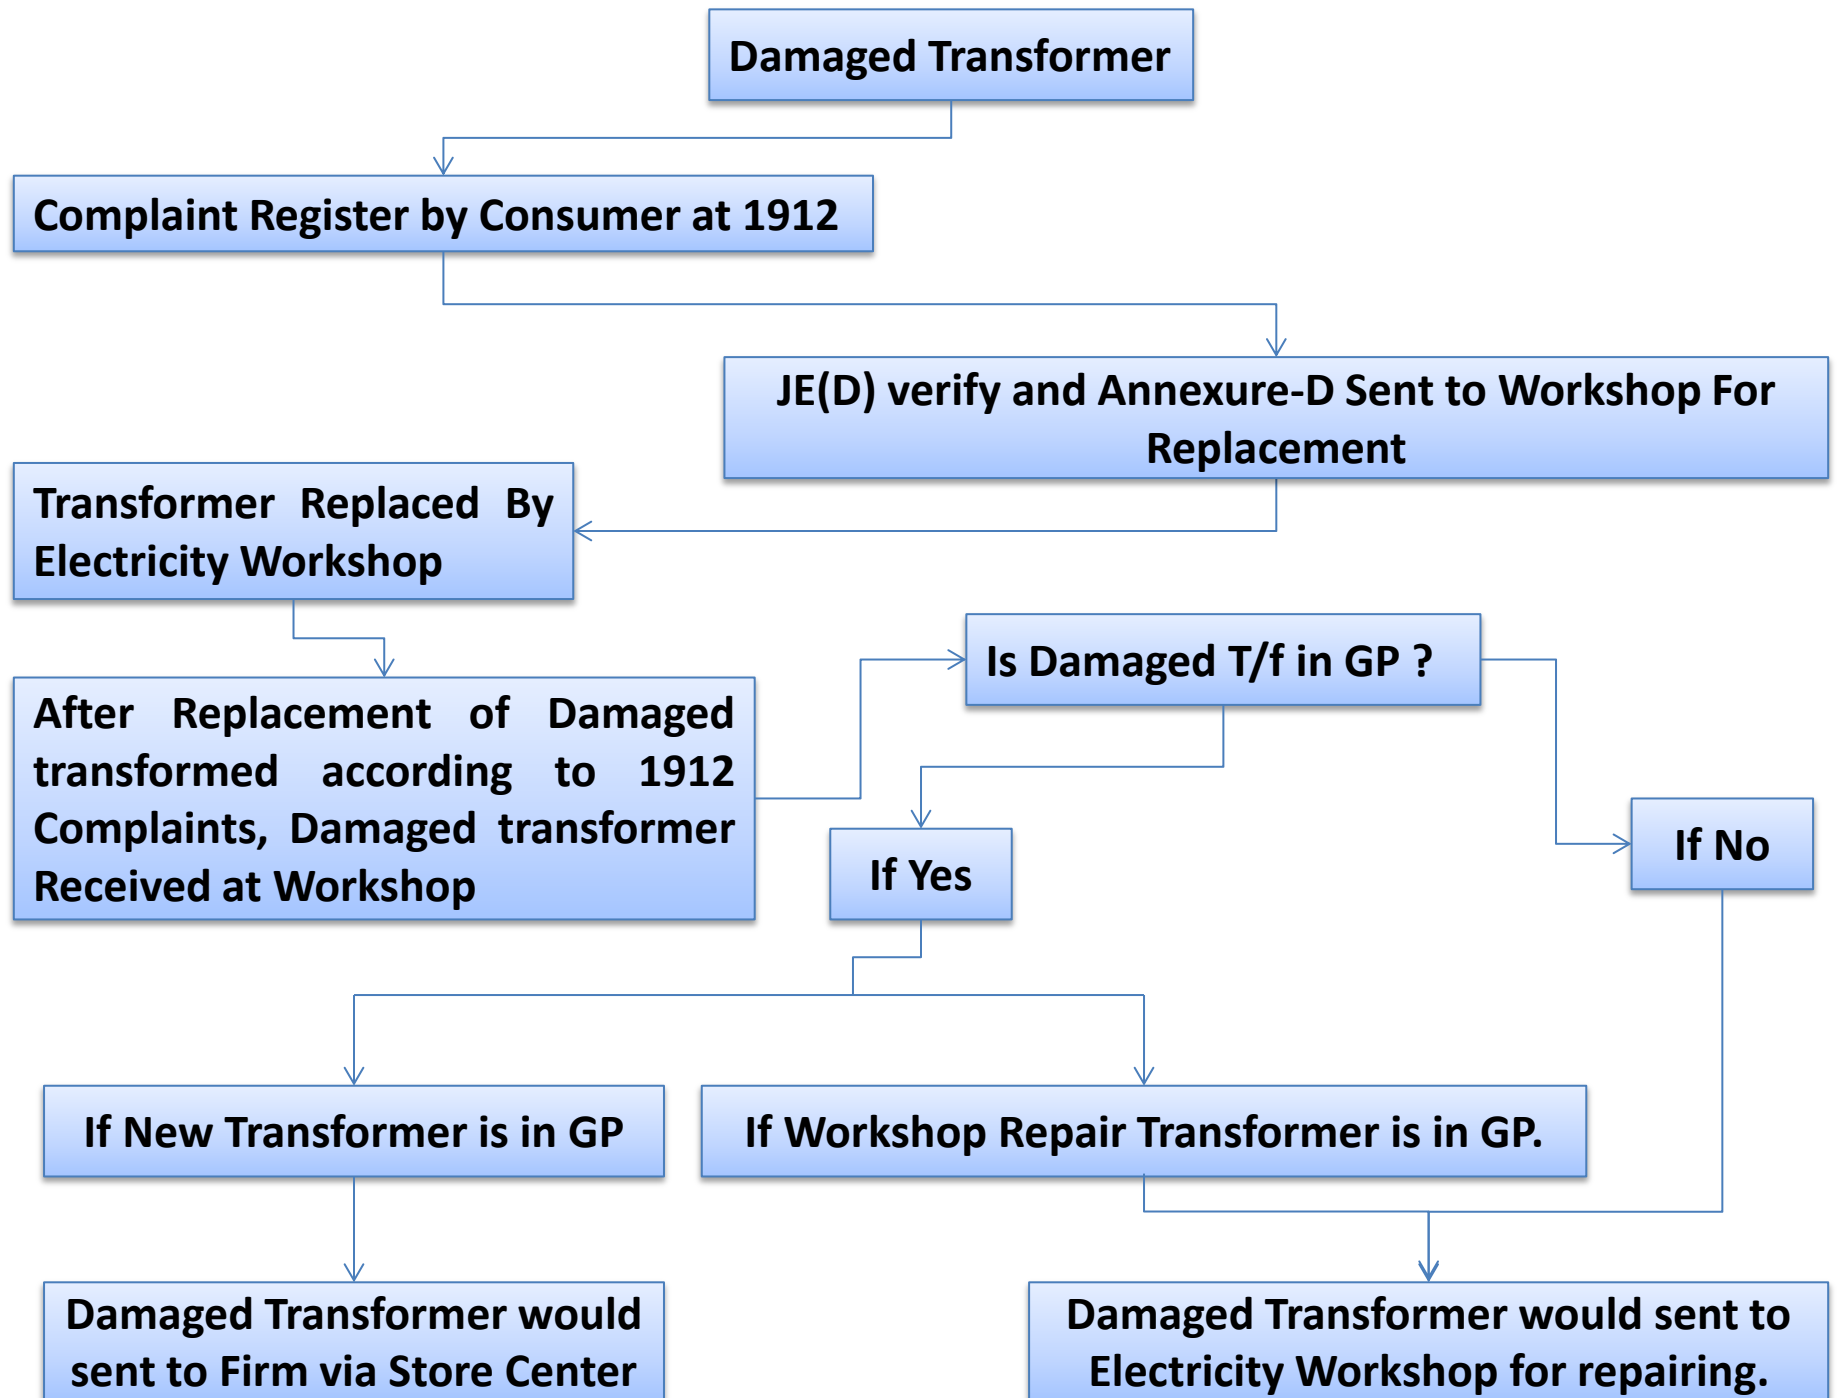 Damaged Transformer
Complaint Register by Consumer at 1912
JE(D) verify and Annexure-D Sent to Workshop For
Replacement
Transformer Replaced By
Electricity Workshop
After Replacement of Damaged
transformed according to 1912
Complaints, Damaged transformer
Received at Workshop
Is Damaged T/f in GP ?
If Yes
If No
If New Transformer is in GP
If Workshop Repair Transformer is in GP.
Damaged Transformer would
sent to Firm via Store Center
Damaged Transformer would sent to
Electricity Workshop for repairing.